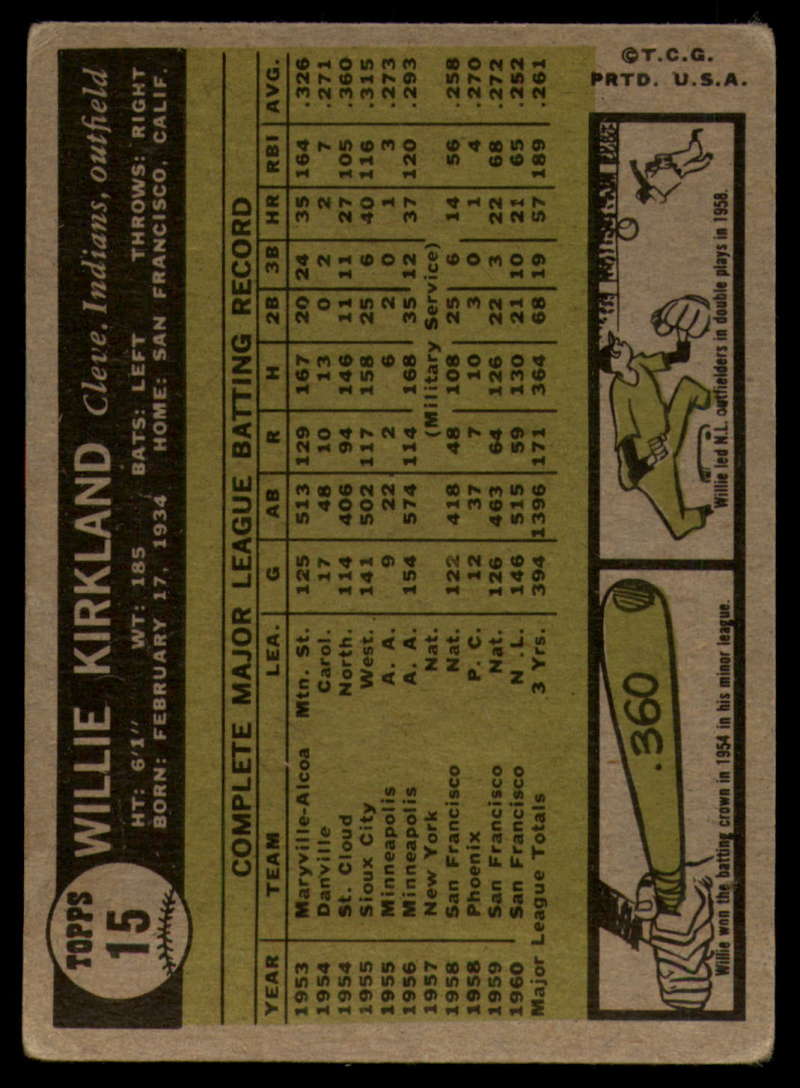 TOPPS
15
WILLIE KIRKLAND Cleve. Indians, outfield
HT: 6'1" WT: 185 BATS: LEFT THROWS: RIGHT
BORN: FEBRUARY 17, 1934 HOME: SAN FRANCISCO, CALIF.
COMPLETE MAJOR LEAGUE BATTING RECORD
YEAR TEAM LEA. G AB R H 2B 3B HR RBI AVG.
1953 Maryville-Alcoa Mtn. St. 125 513 129 167 20 24 35 164 .326
1954 Danville Carol. 17 48 10 13 0 2 2 7 .271
1954 St. Cloud North. 114 406 94 146 11 11 27 105 .360
1955 Sioux City West. 141 502 117 158 25 6 40 116 .315
1955 Minneapolis A. A. 9 22 2 6 2 0 1 3 .273
1956 Minneapolis A. A. 154 574 114 168 35 12 37 120 .293
1957 New York Nat. (Military Service)
1958 San Francisco Nat. 122 418 48 108 25 6 14 56 .258
1958 Phoenix P. C. 12 37 7 10 3 0 1 4 .270
1959 San Francisco Nat. 126 463 64 126 22 3 22 68 .272
1960 San Francisco N.L. 146 515 59 130 21 10 21 65 .252
Major League Totals 3 Yrs. 394 1396 171 364 68 19 57 189 .261
.360
Willie won the batting crown in 1954 in his minor league.
Willie led N.L. outfielders in double plays in 1958.
©T.C.G.
PRTD. U.S.A.